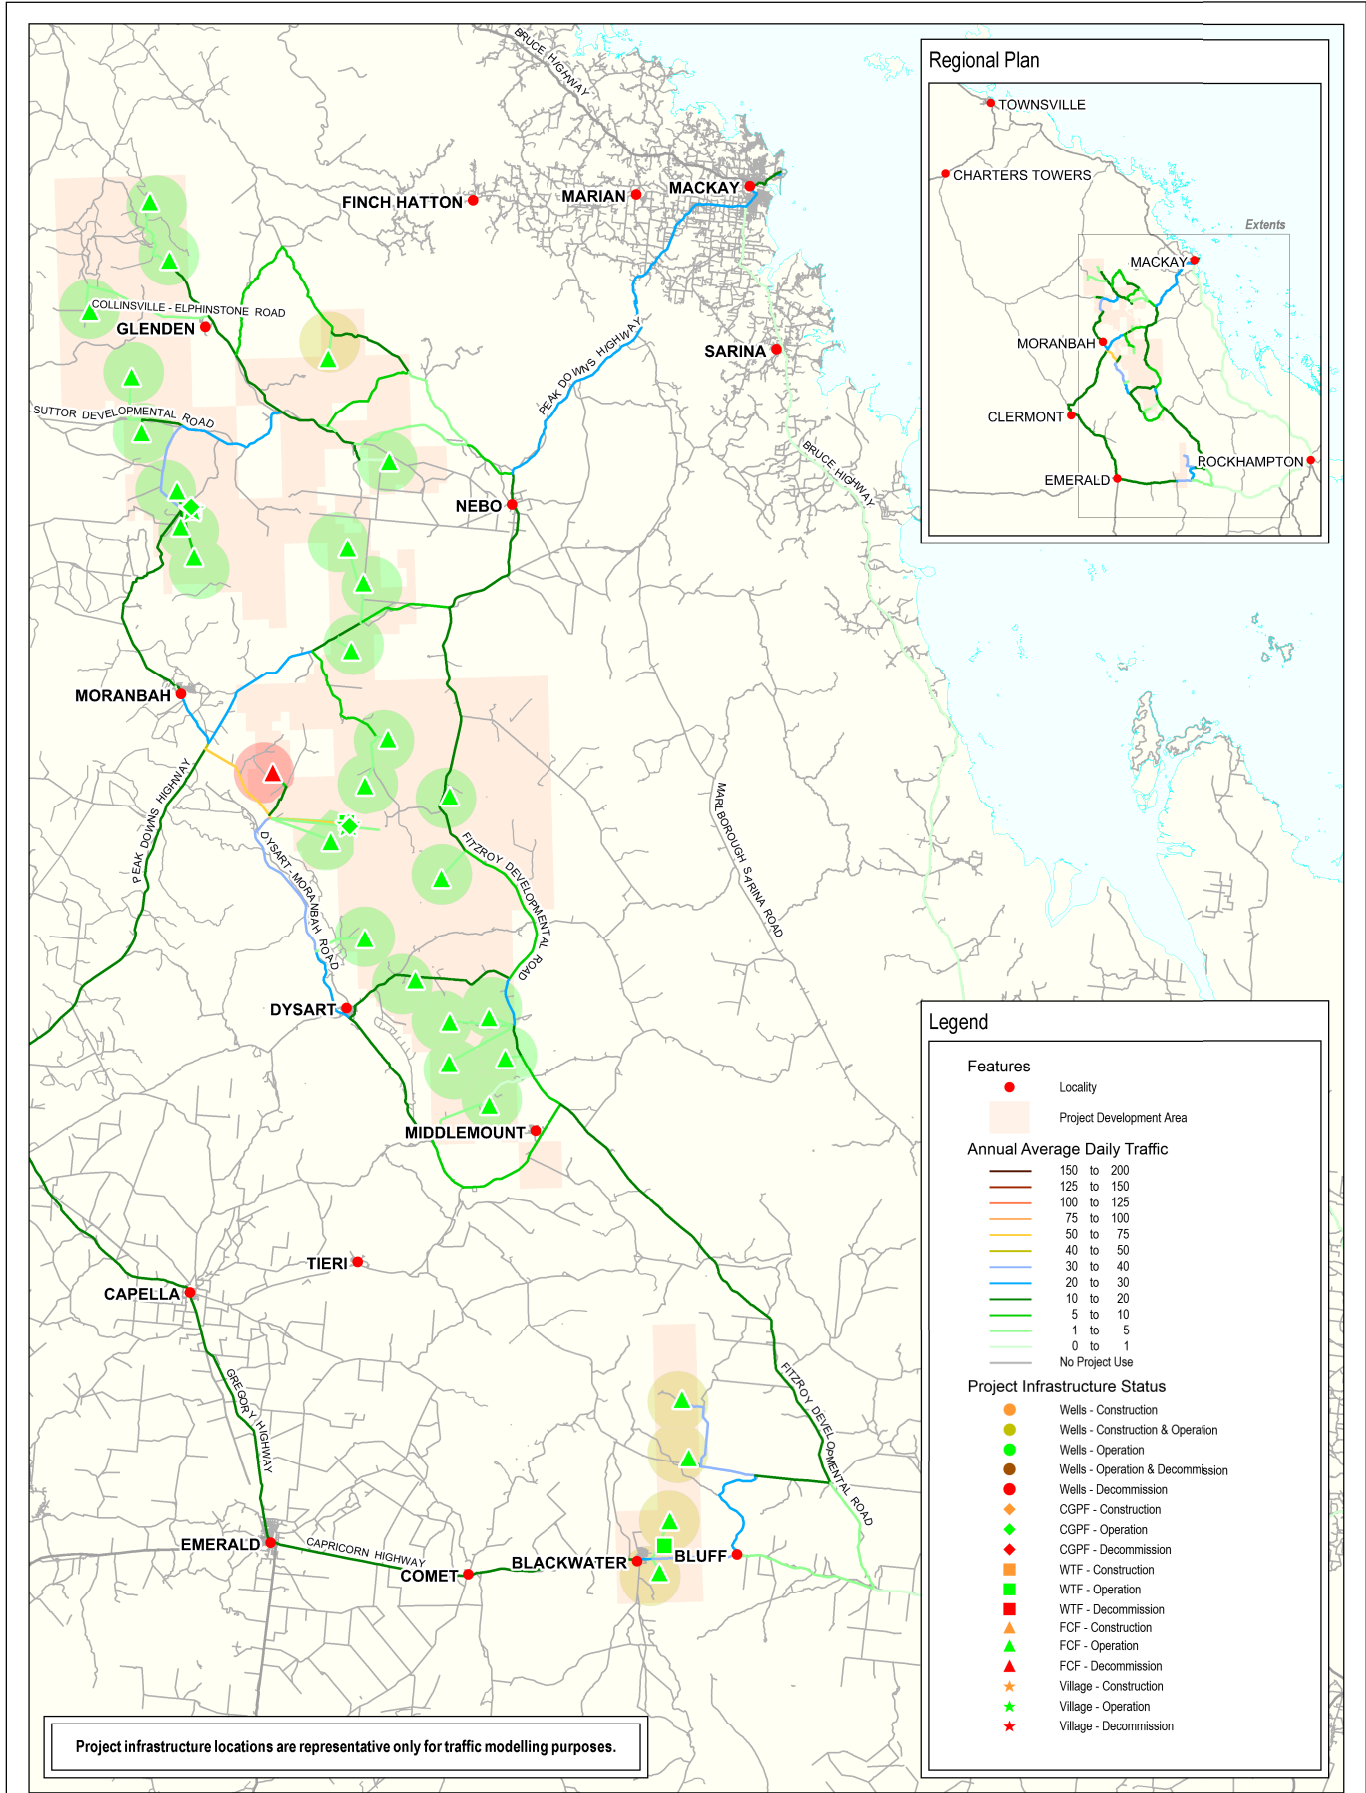 BRUCE HIGHWAY
FINCH HATTON
MARIAN
MACKAY
COLLINSVILLE - ELPHINSTONE ROAD
GLENDEN
SARINA
PEAK DOWNS HIGHWAY
SUTTOR DEVELOPMENTAL ROAD
BRUCE HIGHWAY
NEBO
MORANBAH
PEAK DOWNS HIGHWAY
DYSART - MORANBAH ROAD
FITZROY DEVELOPMENTAL ROAD
MARLBOROUGH SARINA ROAD
DYSART
MIDDLEMOUNT
TIERI
CAPELLA
GREGORY HIGHWAY
FITZROY DEVELOPMENTAL ROAD
EMERALD
CAPRICORN HIGHWAY
COMET
BLACKWATER
BLUFF
Project infrastructure locations are representative only for traffic modelling purposes.
Regional Plan
TOWNSVILLE
CHARTERS TOWERS
Extents
MACKAY
MORANBAH
CLERMONT
ROCKHAMPTON
EMERALD
Legend
Features
Locality
Project Development Area
Annual Average Daily Traffic
150 to 200
125 to 150
100 to 125
75 to 100
50 to 75
40 to 50
30 to 40
20 to 30
10 to 20
5 to 10
1 to 5
0 to 1
No Project Use
Project Infrastructure Status
Wells - Construction
Wells - Construction & Operation
Wells - Operation
Wells - Operation & Decommission
Wells - Decommission
CGPF - Construction
CGPF - Operation
CGPF - Decommission
WTF - Construction
WTF - Operation
WTF - Decommission
FCF - Construction
FCF - Operation
FCF - Decommission
Village - Construction
Village - Operation
Village - Decommission